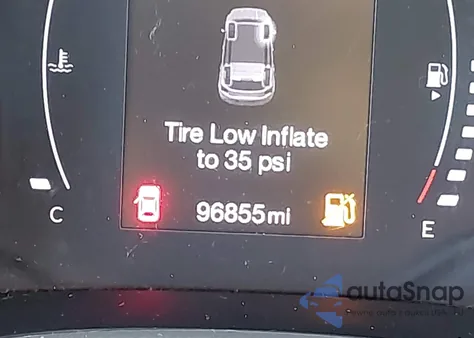 Tire Low Inflate
to 35 psi
96855mi
C
E
autoSnap